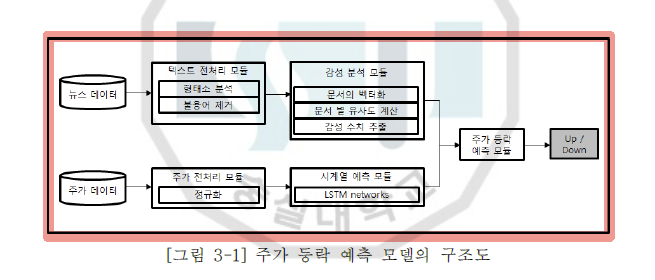 텍스트 전처리 모듈
감성 분석 모듈
뉴스 데이터
형태소 분석
불용어 제거
문서의 벡터화
문서 별 유사도 계산
감성 수치 추출
주가 등락
예측 모듈
Up /
Down
주가 데이터
주가 전처리 모듈
정규화
시계열 예측 모듈
LSTM networks
숭실대학교
[그림 3-1] 주가 등락 예측 모델의 구조도